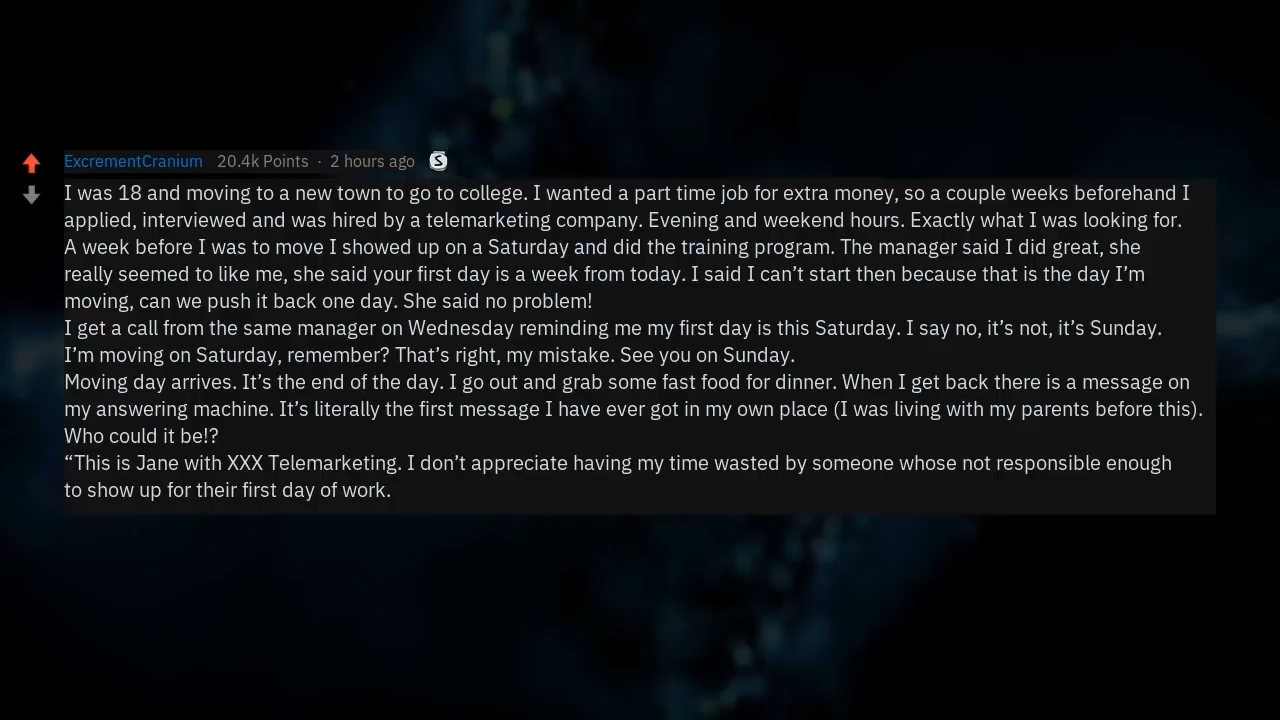 ExcrementCranium 20.4k Points · 2 hours ago S
I was 18 and moving to a new town to go to college. I wanted a part time job for extra money, so a couple weeks beforehand I
applied, interviewed and was hired by a telemarketing company. Evening and weekend hours. Exactly what I was looking for.
A week before I was to move I showed up on a Saturday and did the training program. The manager said I did great, she
really seemed to like me, she said your first day is a week from today. I said I can’t start then because that is the day I’m
moving, can we push it back one day. She said no problem!
I get a call from the same manager on Wednesday reminding me my first day is this Saturday. I say no, it’s not, it’s Sunday.
I’m moving on Saturday, remember? That’s right, my mistake. See you on Sunday.
Moving day arrives. It’s the end of the day. I go out and grab some fast food for dinner. When I get back there is a message on
my answering machine. It’s literally the first message I have ever got in my own place (I was living with my parents before this).
Who could it be!?
“This is Jane with XXX Telemarketing. I don’t appreciate having my time wasted by someone whose not responsible enough
to show up for their first day of work.